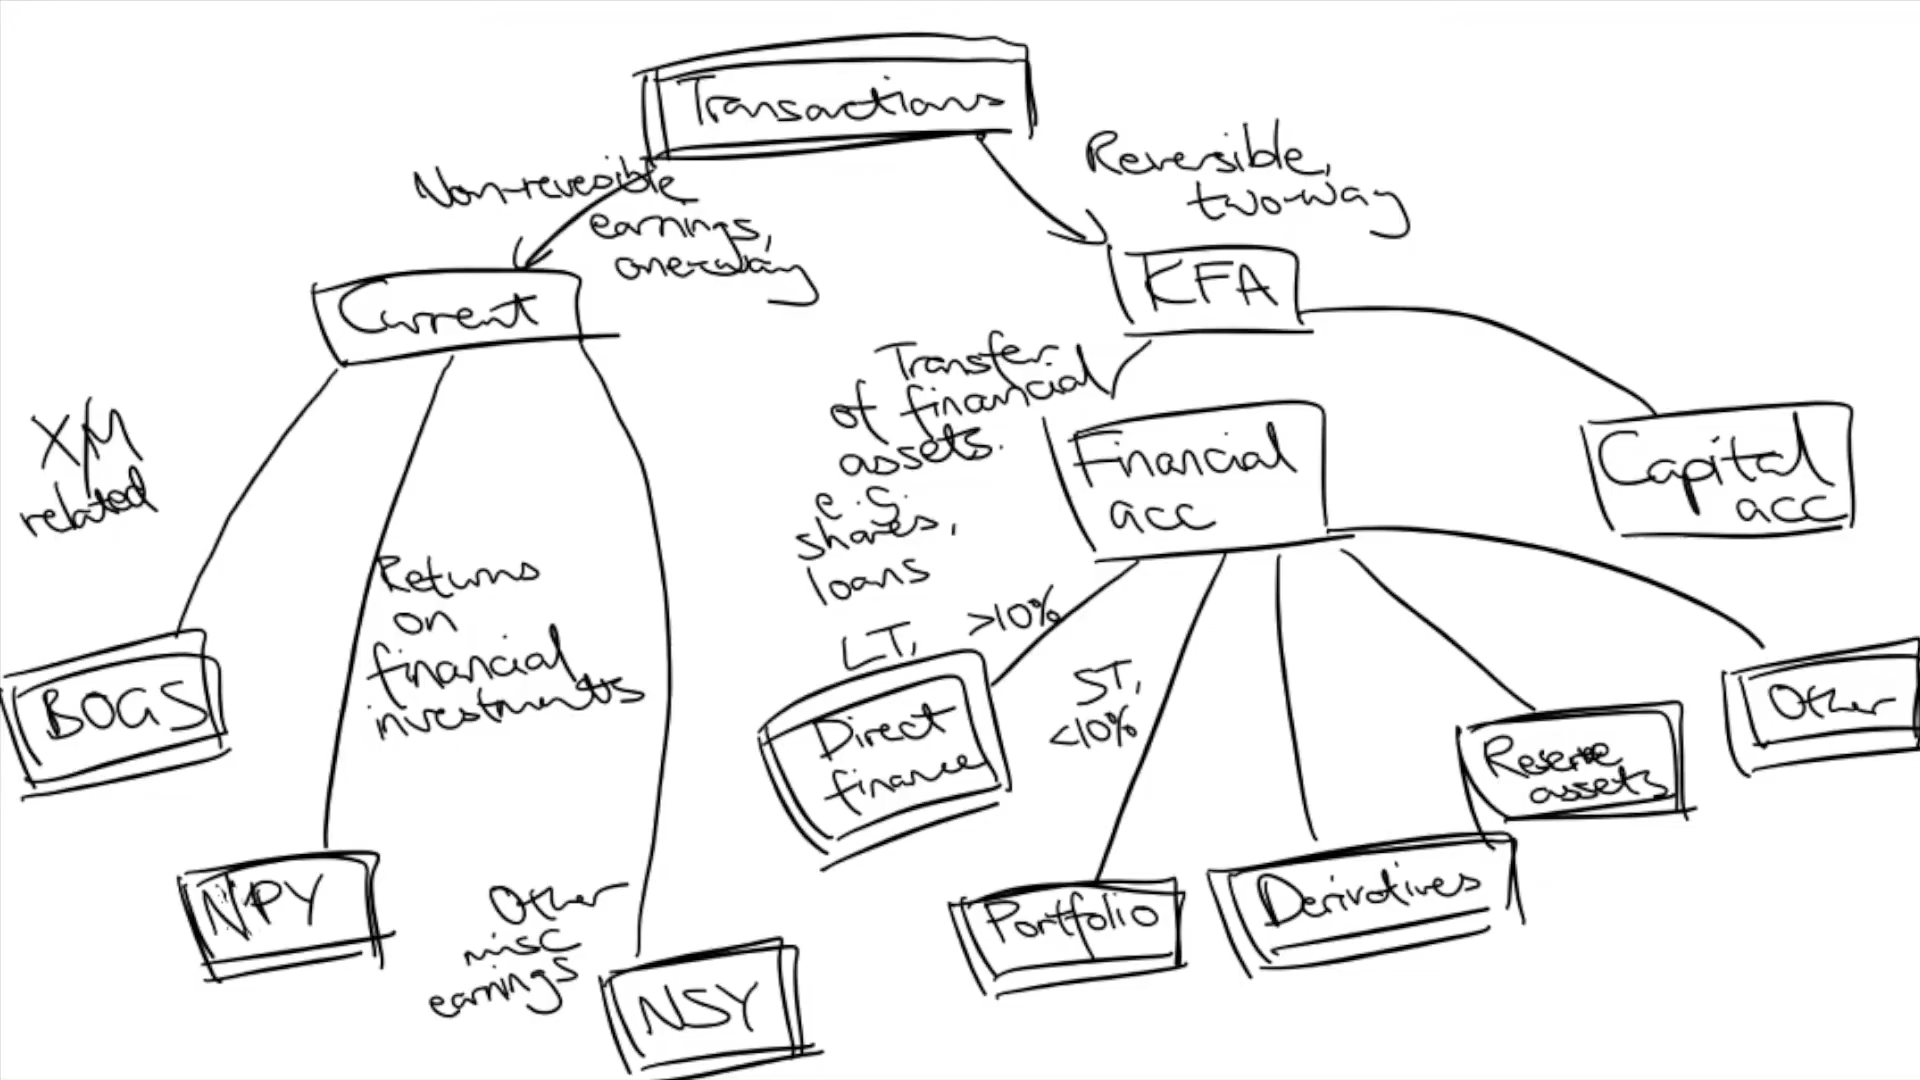 Transactions
Non-revesible
earnings,
one-way
Reversible,
two-way
Current
KFA
X/M
related
Transfer
of financial
assets.
e.g.
shares,
loans
Financial
acc
Capital
acc
Returns
on
financial
investments
LT, >10%
ST,
<10%
BOGS
Direct
finance
Reserve
assets
Other
NPY
Portfolio
Derivatives
Other
misc
earnings
NSY